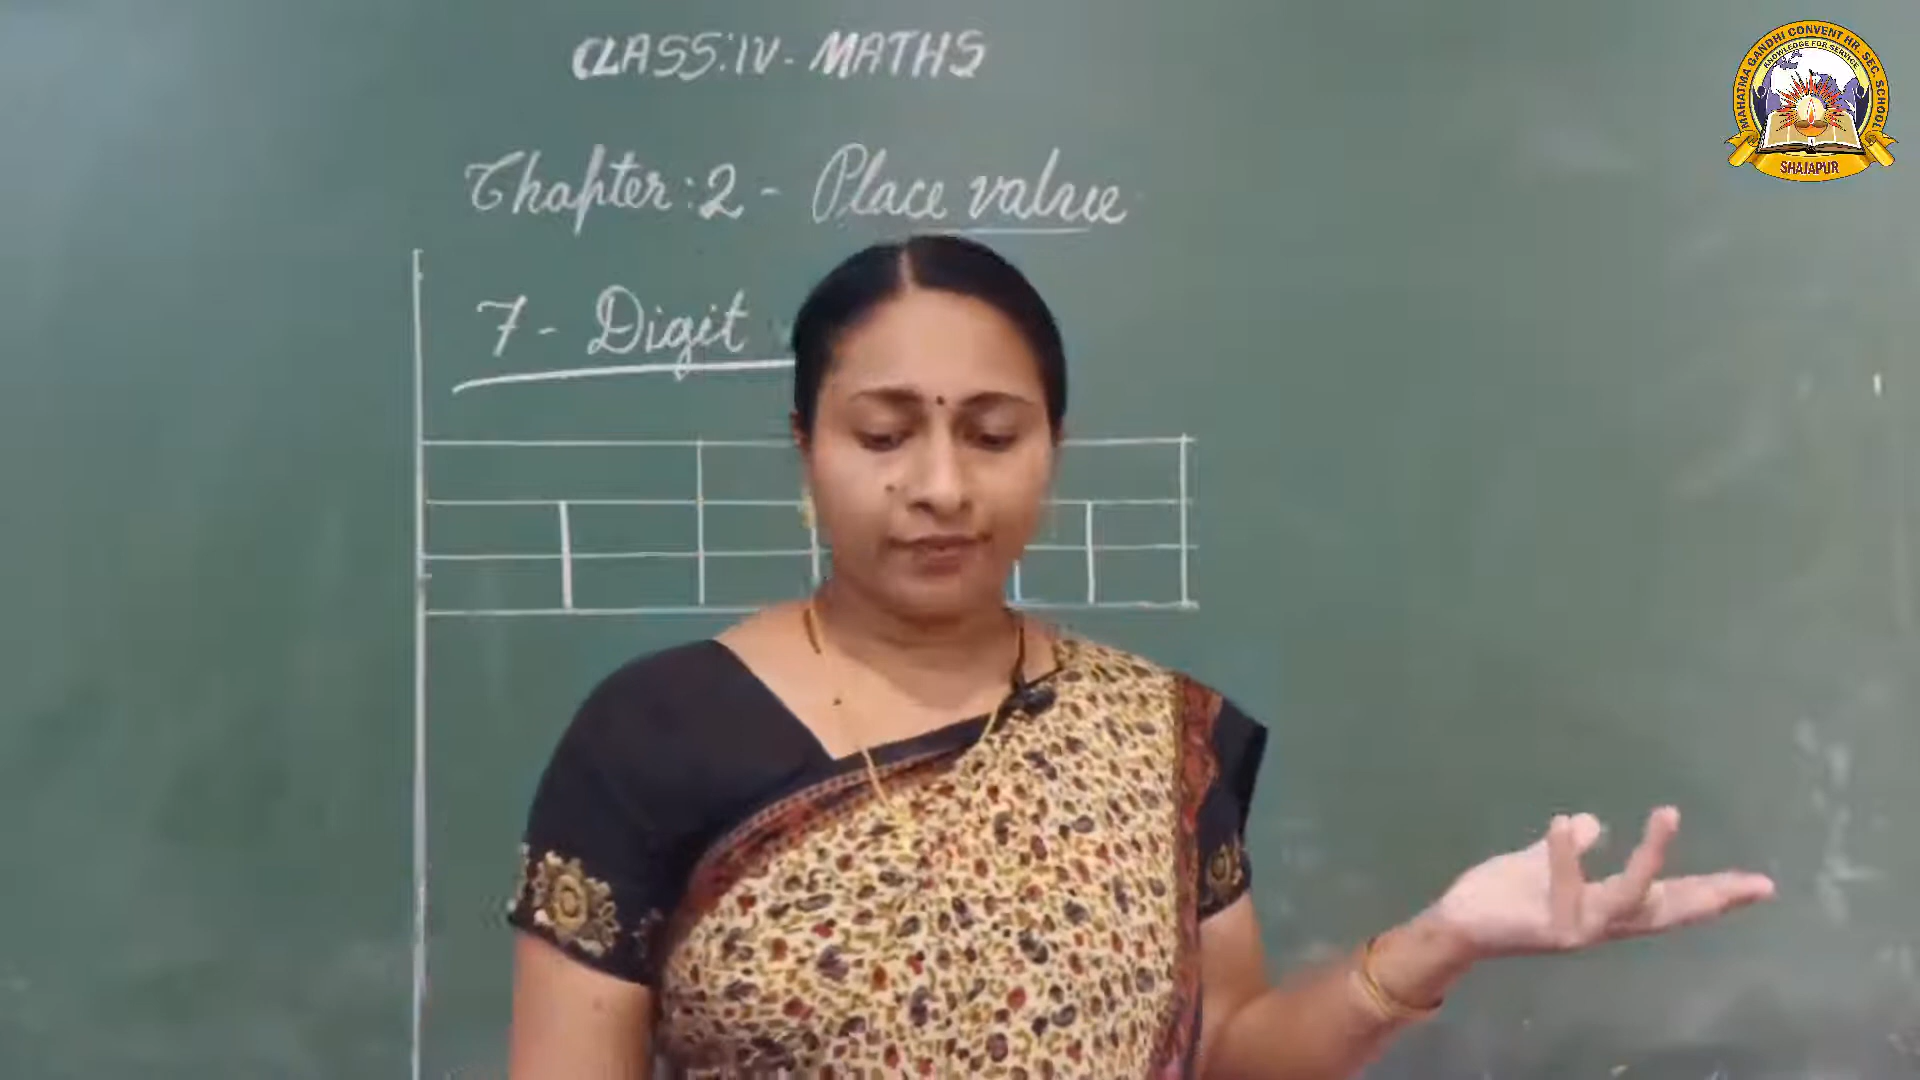 CLASS:IV - MATHS
Chapter:2 - Place value
7 - Digit
MAHATMA GANDHI CONVENT HR. SEC. SCHOOL
KNOWLEDGE FOR SERVICE
SHAJAPUR